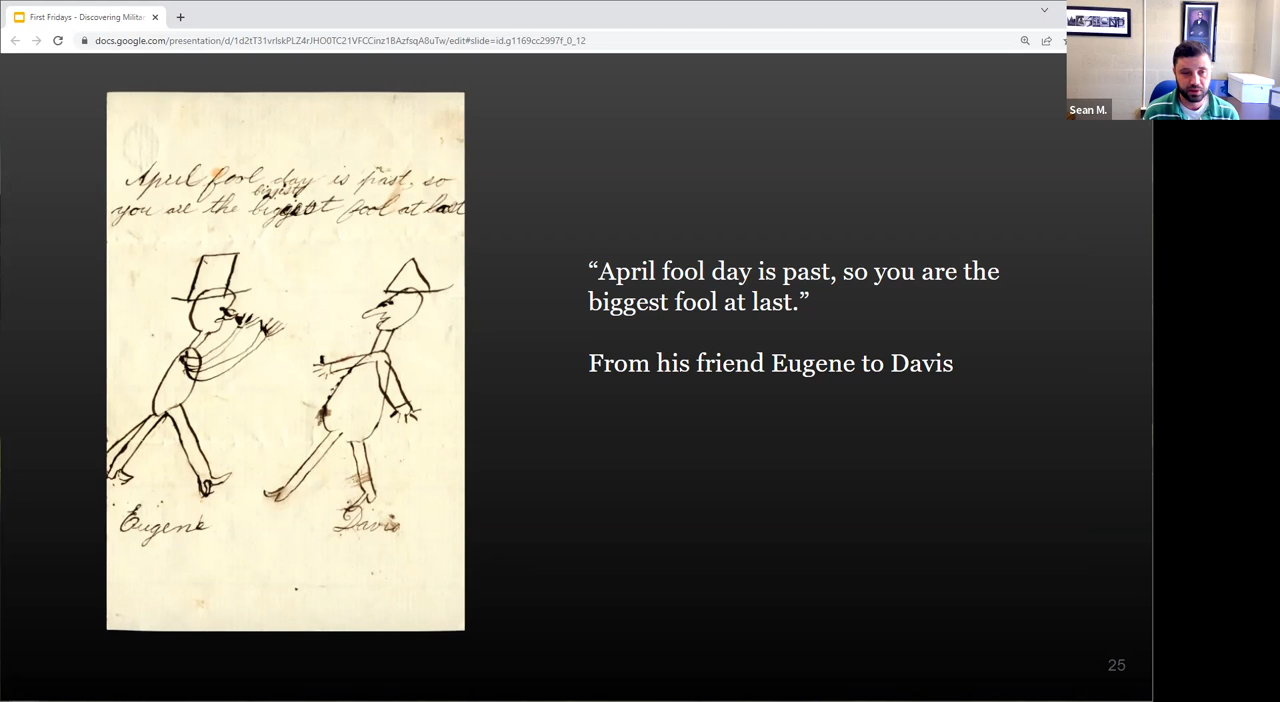 First Fridays - Discovering Milita
docs.google.com/presentation/d/1d2tT31vrlskPLZ4rJHO0TC21VFCCinz1BAzfsqA8uTw/edit#slide=id.g1169cc2997f_0_12
Sean M.
April fool day is past, so
biggest
you are the biggest fool at last
Eugene
Davis
“April fool day is past, so you are the
biggest fool at last.”
From his friend Eugene to Davis
25